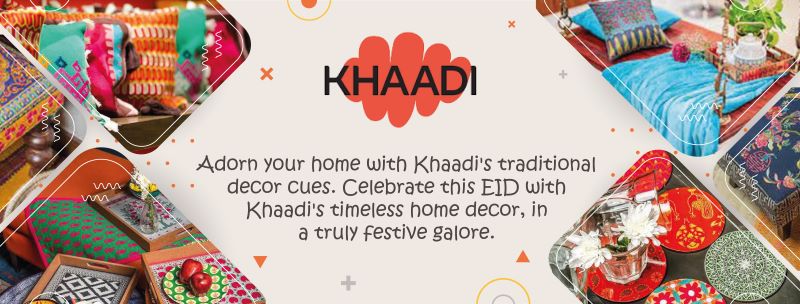 KHAADI
Adorn your home with Khaadi's traditional
decor cues. Celebrate this EID with
Khaadi's timeless home decor, in
a truly festive galore.